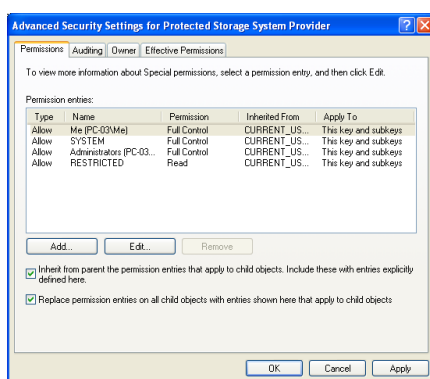 Advanced Security Settings for Protected Storage System Provider
Permissions Auditing Owner Effective Permissions
To view more information about Special permissions, select a permission entry, and then click Edit.
Permission entries:
Type Name Permission Inherited From Apply To
Allow Me (PC-03\Me) Full Control CURRENT_US... This key and subkeys
Allow SYSTEM Full Control CURRENT_US... This key and subkeys
Allow Administrators (PC-03... Full Control CURRENT_US... This key and subkeys
Allow RESTRICTED Read CURRENT_US... This key and subkeys
Add... Edit... Remove
Inherit from parent the permission entries that apply to child objects. Include these with entries explicitly
defined here.
Replace permission entries on all child objects with entries shown here that apply to child objects
OK Cancel Apply